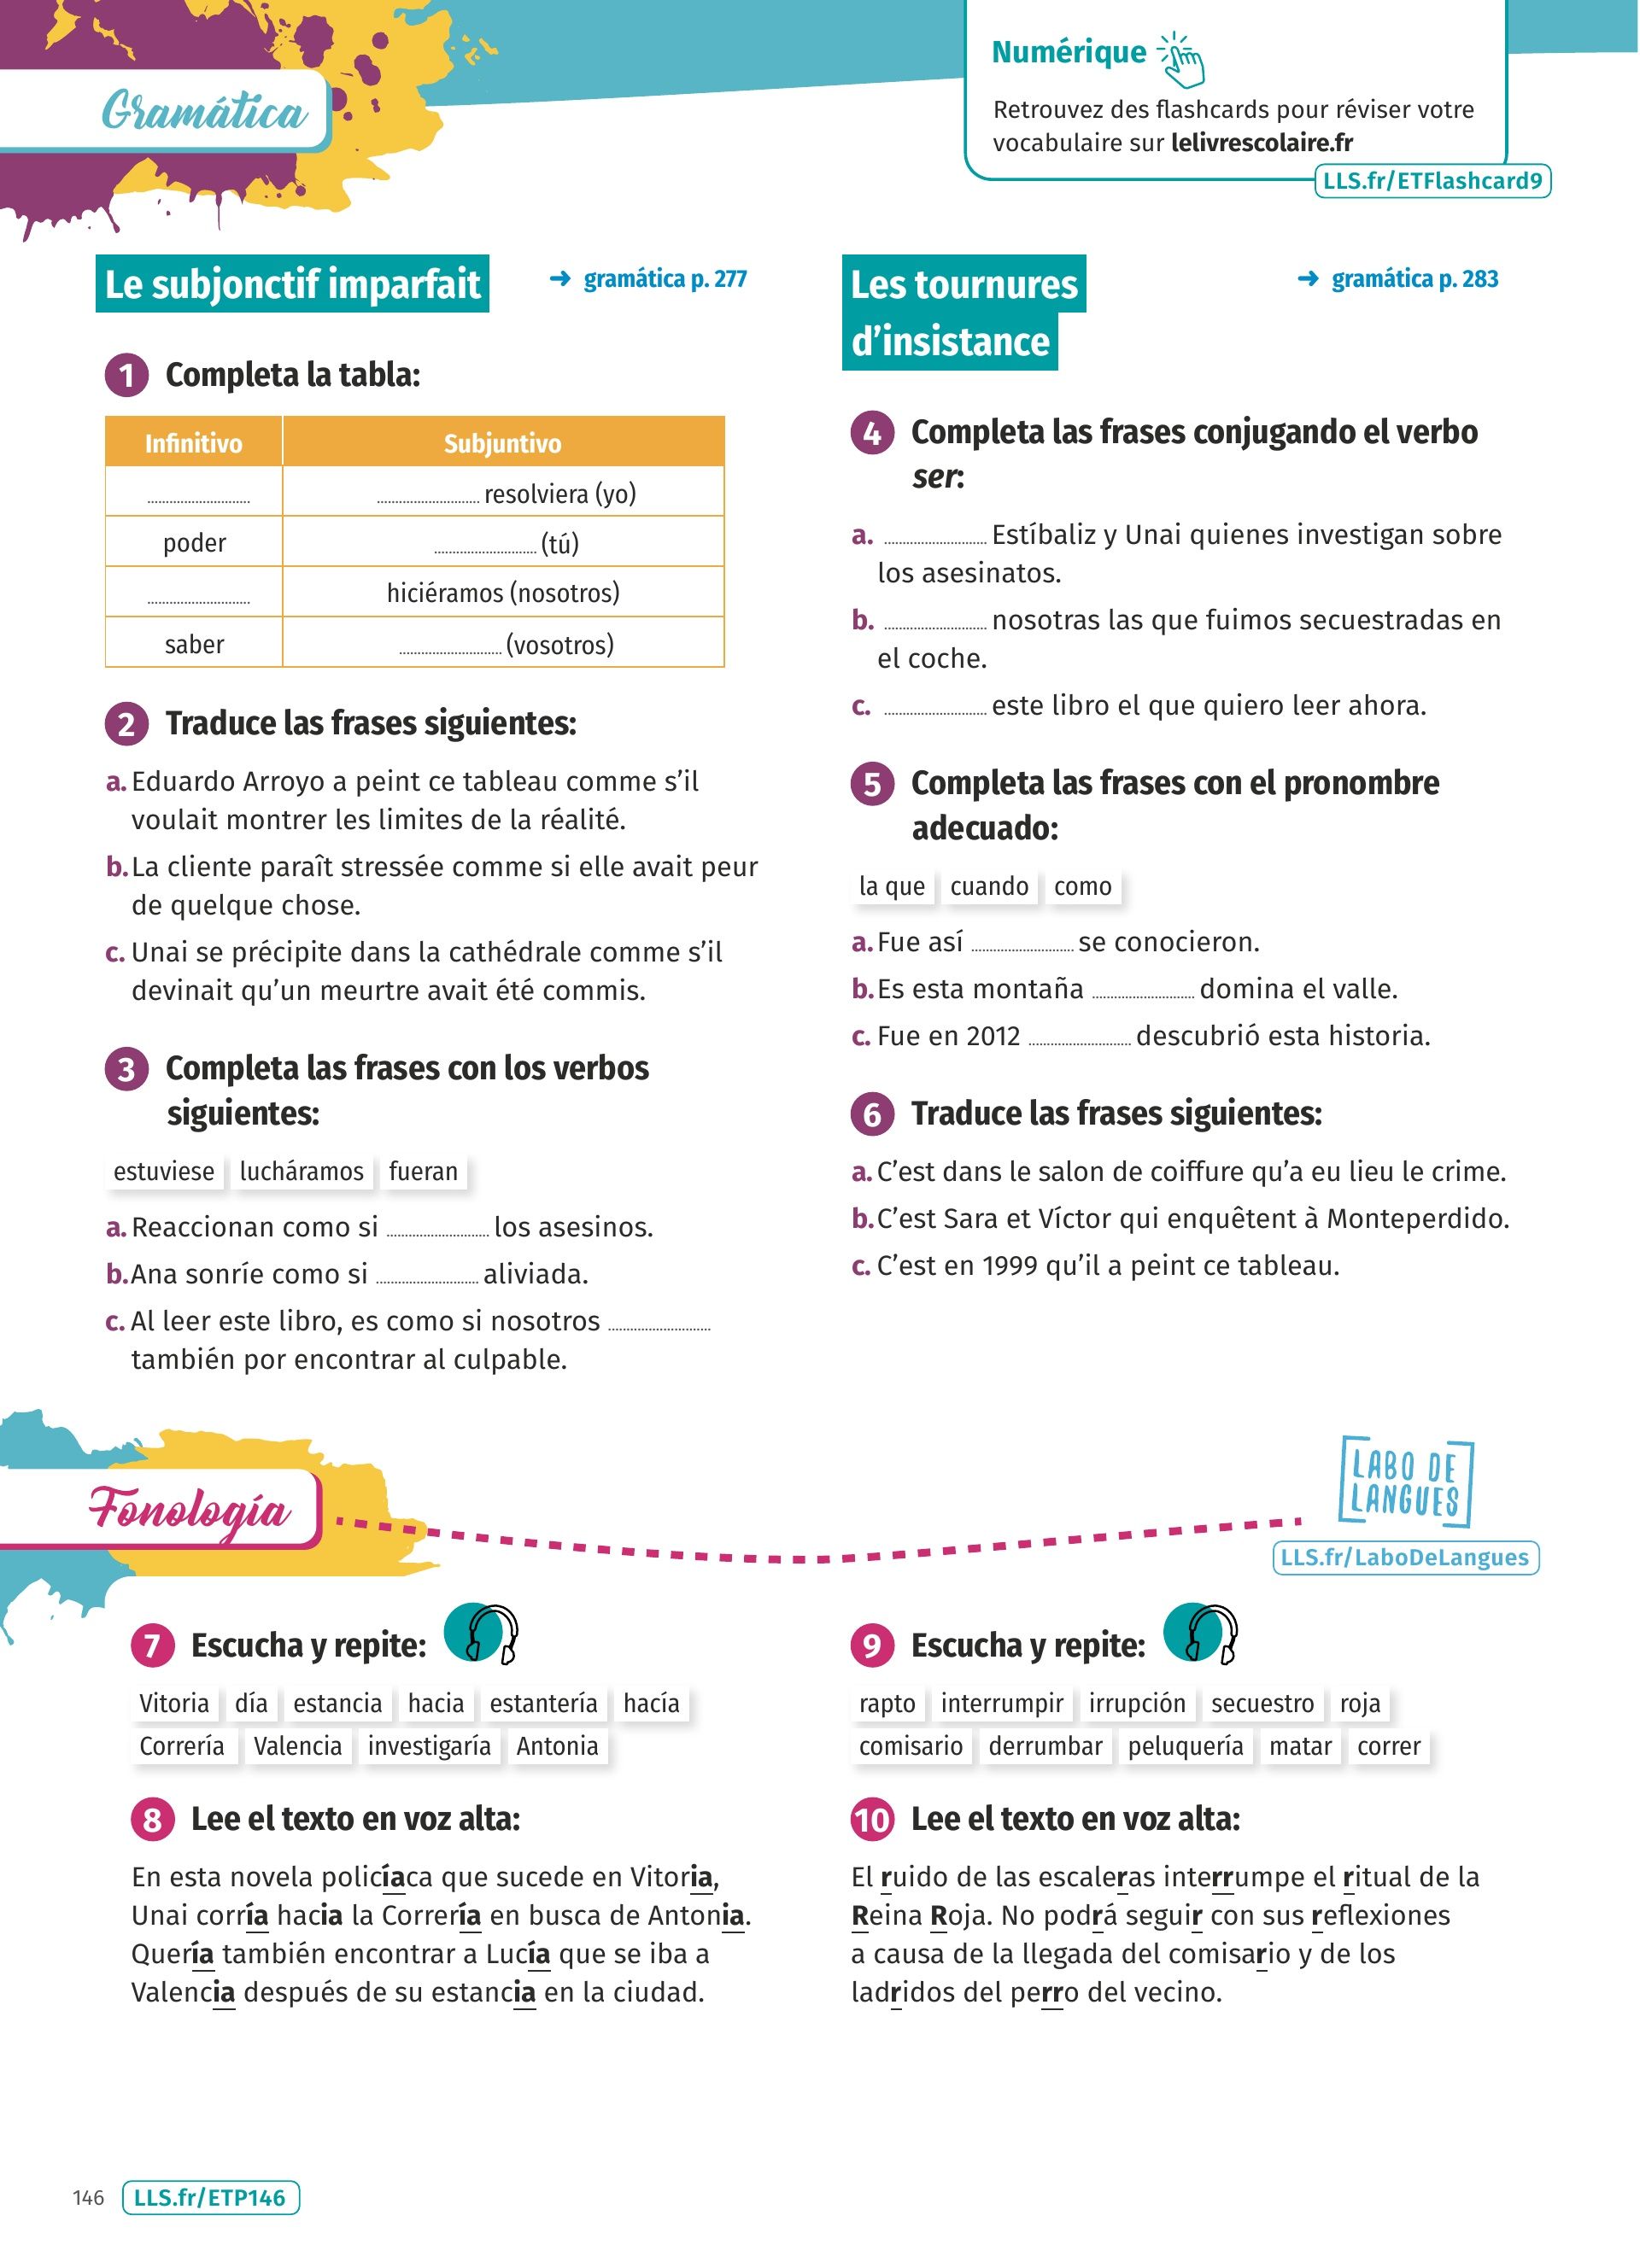 Gramática
Numérique
Retrouvez des flashcards pour réviser votre
vocabulaire sur lelivrescolaire.fr
LLS.fr/ETFlashcard9
Le subjonctif imparfait
➜ gramática p. 277
1 Completa la tabla:
Infinitivo Subjuntivo
........................ ........................ resolviera (yo)
poder ........................ (tú)
........................ hiciéramos (nosotros)
saber ........................ (vosotros)
2 Traduce las frases siguientes:
a. Eduardo Arroyo a peint ce tableau comme s’il
voulait montrer les limites de la réalité.
b. La cliente paraît stressée comme si elle avait peur
de quelque chose.
c. Unai se précipite dans la cathédrale comme s’il
devinait qu’un meurtre avait été commis.
3 Completa las frases con los verbos
siguientes:
estuviese lucháramos fueran
a. Reaccionan como si ........................ los asesinos.
b. Ana sonríe como si ........................ aliviada.
c. Al leer este libro, es como si nosotros ........................
también por encontrar al culpable.
Les tournures
d’insistance
➜ gramática p. 283
4 Completa las frases conjugando el verbo
ser:
a. ........................ Estíbaliz y Unai quienes investigan sobre
los asesinatos.
b. ........................ nosotras las que fuimos secuestradas en
el coche.
c. ........................ este libro el que quiero leer ahora.
5 Completa las frases con el pronombre
adecuado:
la que cuando como
a. Fue así ........................ se conocieron.
b. Es esta montaña ........................ domina el valle.
c. Fue en 2012 ........................ descubrió esta historia.
6 Traduce las frases siguientes:
a. C’est dans le salon de coiffure qu’a eu lieu le crime.
b. C’est Sara et Víctor qui enquêtent à Monteperdido.
c. C’est en 1999 qu’il a peint ce tableau.
Fonología
LABO DE
LANGUES
LLS.fr/LaboDeLangues
7 Escucha y repite:
Vitoria día estancia hacia estantería hacía
Correría Valencia investigaría Antonia
8 Lee el texto en voz alta:
En esta novela policíaca que sucede en Vitoria,
Unai corría hacia la Correría en busca de Antonia.
Quería también encontrar a Lucía que se iba a
Valencia después de su estancia en la ciudad.
9 Escucha y repite:
rapto interrumpir irrupción secuestro roja
comisario derrumbar peluquería matar correr
10 Lee el texto en voz alta:
El ruido de las escaleras interrumpe el ritual de la
Reina Roja. No podrá seguir con sus reflexiones
a causa de la llegada del comisario y de los
ladridos del perro del vecino.
146 LLS.fr/ETP146